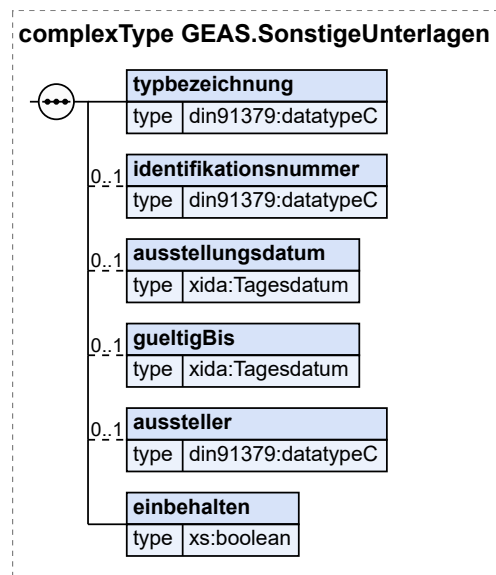 complexType GEAS.SonstigeUnterlagen
typbezeichnung
type din91379:datatypeC
0..1 identifikationsnummer
type din91379:datatypeC
0..1 ausstellungsdatum
type xida:Tagesdatum
0..1 gueltigBis
type xida:Tagesdatum
0..1 aussteller
type din91379:datatypeC
einbehalten
type xs:boolean